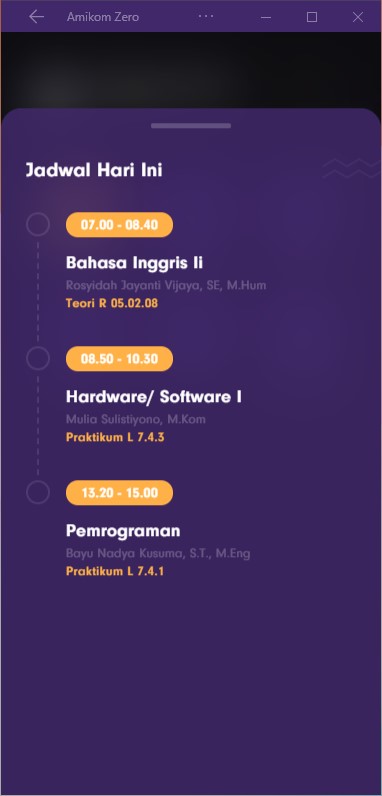 Amikom Zero
Jadwal Hari Ini
07.00 - 08.40
Bahasa Inggris Ii
Rosyidah Jayanti Vijaya, SE, M.Hum
Teori R 05.02.08
08.50 - 10.30
Hardware/ Software I
Mulia Sulistiyono, M.Kom
Praktikum L 7.4.3
13.20 - 15.00
Pemrograman
Bayu Nadya Kusuma, S.T., M.Eng
Praktikum L 7.4.1